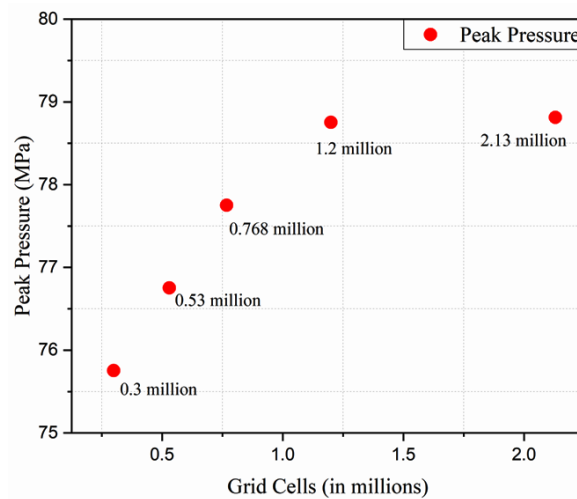 80
Peak Pressure
79
1.2 million
2.13 million
78
0.768 million
Peak Pressure (MPa)
77
0.53 million
76
0.3 million
75
0.5
1.0
1.5
2.0
Grid Cells (in millions)